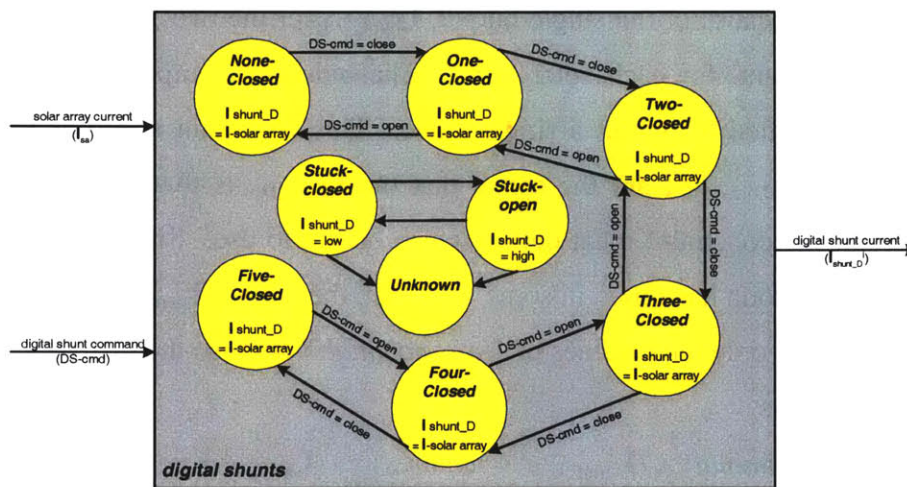 DS-cmd = close
None-
Closed
I shunt_D
= I-solar array
One-
Closed
I shunt_D
= I-solar array
DS-cmd = close
DS-cmd = open
Two-
Closed
I shunt_D
= I-solar array
DS-cmd = open
solar array current
(Isa)
Stuck-
closed
I shunt_D
= low
Stuck-
open
I shunt_D
= high
Unknown
DS-cmd = open
DS-cmd = close
digital shunt current
(Ishunt_D)
Five-
Closed
I shunt_D
= I-solar array
DS-cmd = open
Three-
Closed
I shunt_D
= I-solar array
DS-cmd = open
digital shunt command
(DS-cmd)
Four-
Closed
I shunt_D
= I-solar array
DS-cmd = close
DS-cmd = close
digital shunts